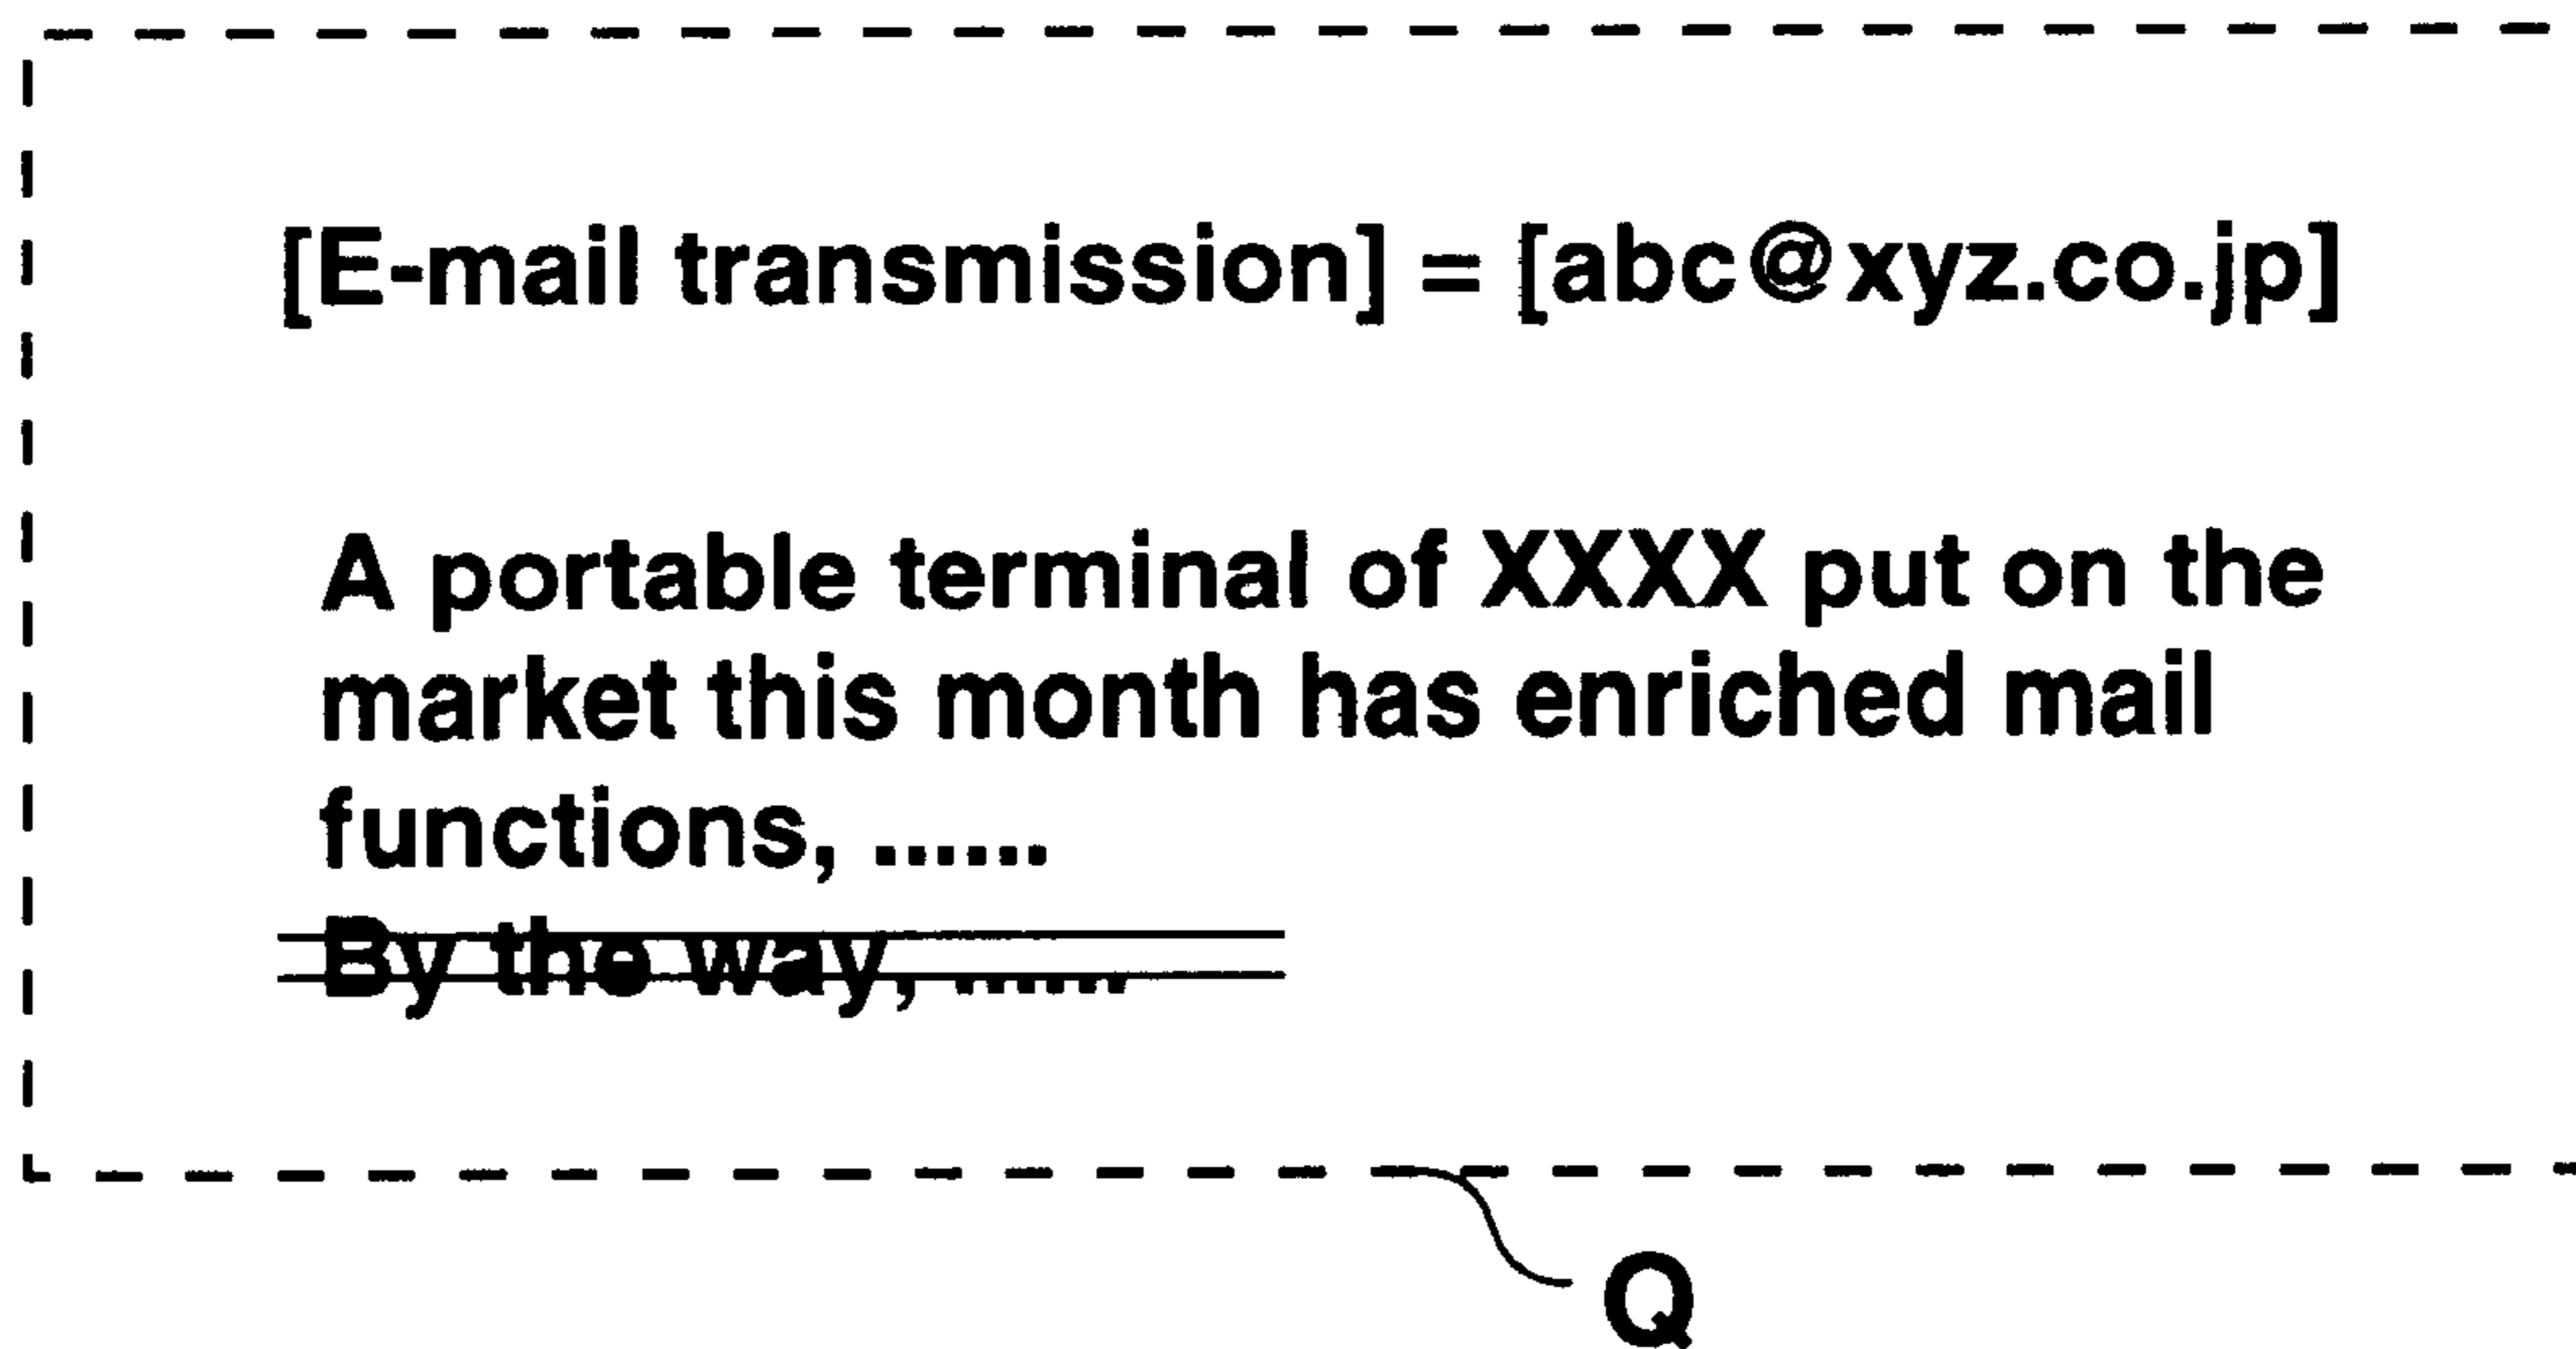 [E-mail transmission] = [abc@xyz.co.jp]
A portable terminal of XXXX put on the
market this month has enriched mail
functions, ......
By the way, ......
Q